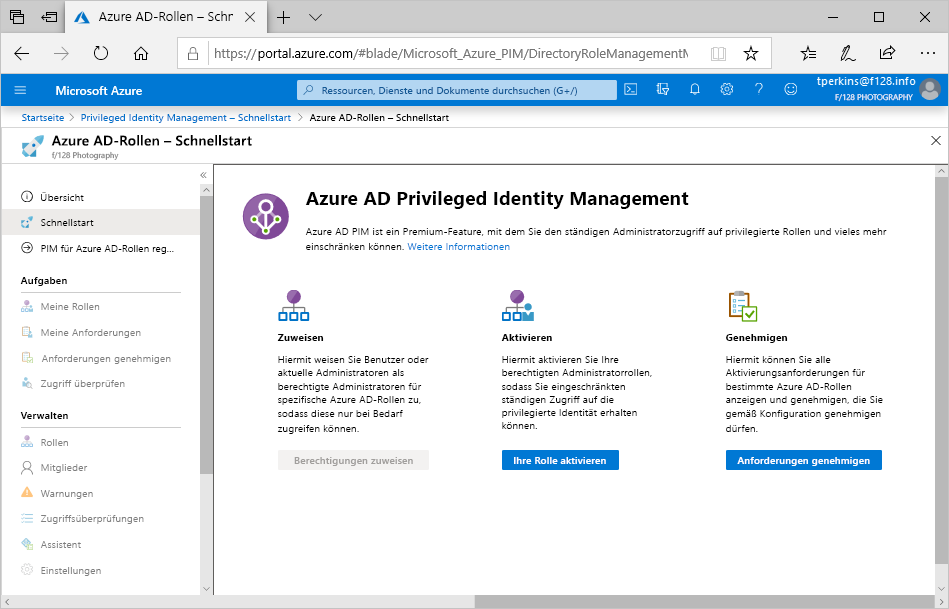 Azure AD-Rollen – Schn
https://portal.azure.com/#blade/Microsoft_Azure_PIM/DirectoryRoleManagementM
Microsoft Azure
Ressourcen, Dienste und Dokumente durchsuchen (G+/)
tperkins@f128.info
F/128 PHOTOGRAPHY
Startseite > Privileged Identity Management – Schnellstart > Azure AD-Rollen – Schnellstart
Azure AD-Rollen – Schnellstart
f/128 Photography
Übersicht
Schnellstart
PIM für Azure AD-Rollen reg...
Aufgaben
Meine Rollen
Meine Anforderungen
Anforderungen genehmigen
Zugriff überprüfen
Verwalten
Rollen
Mitglieder
Warnungen
Zugriffsüberprüfungen
Assistent
Einstellungen
Azure AD Privileged Identity Management
Azure AD PIM ist ein Premium-Feature, mit dem Sie den ständigen Administratorzugriff auf privilegierte Rollen und vieles mehr
einschränken können. Weitere Informationen
Zuweisen
Hiermit weisen Sie Benutzer oder
aktuelle Administratoren als
berechtigte Administratoren für
spezifische Azure AD-Rollen zu,
sodass diese nur bei Bedarf
zugreifen können.
Berechtigungen zuweisen
Aktivieren
Hiermit aktivieren Sie Ihre
berechtigten Administratorrollen,
sodass Sie eingeschränkten
ständigen Zugriff auf die
privilegierte Identität erhalten
können.
Ihre Rolle aktivieren
Genehmigen
Hiermit können Sie alle
Aktivierungsanforderungen für
bestimmte Azure AD-Rollen
anzeigen und genehmigen, die Sie
gemäß Konfiguration genehmigen
dürfen.
Anforderungen genehmigen